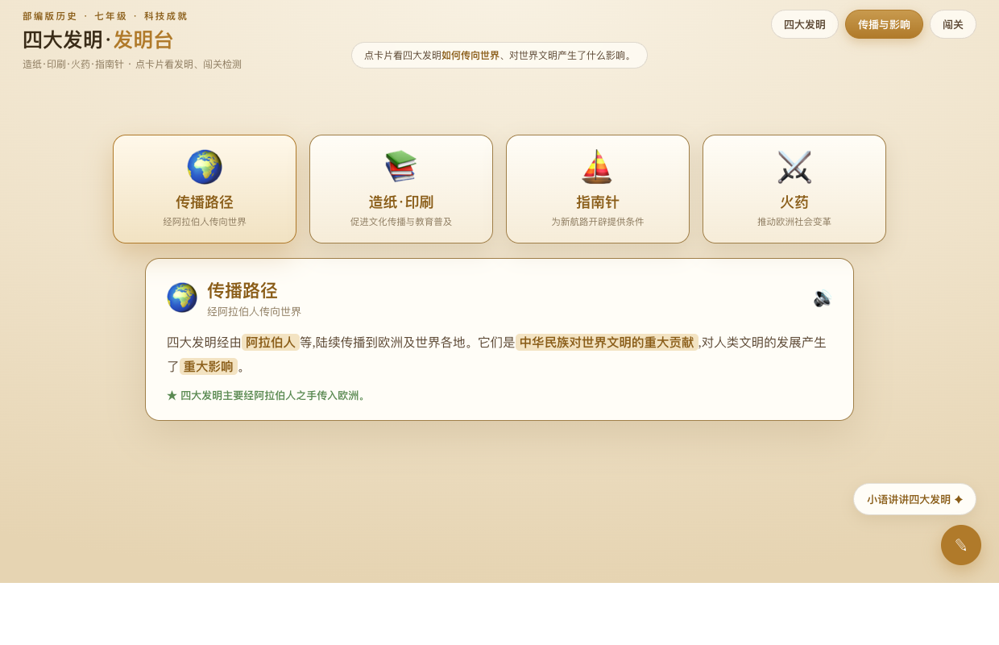 部编版历史 · 七年级 · 科技成就
四大发明·发明台
造纸·印刷·火药·指南针 · 点卡片看发明、闯关检测
点卡片看四大发明如何传向世界、对世界文明产生了什么影响。
四大发明
传播与影响
闯关
传播路径
经阿拉伯人传向世界
造纸·印刷
促进文化传播与教育普及
指南针
为新航路开辟提供条件
火药
推动欧洲社会变革
传播路径
经阿拉伯人传向世界
四大发明经由阿拉伯人等,陆续传播到欧洲及世界各地。它们是中华民族对世界文明的重大贡献,对人类文明的发展产生
了重大影响。
★ 四大发明主要经阿拉伯人之手传入欧洲。
小语讲讲四大发明 ✦